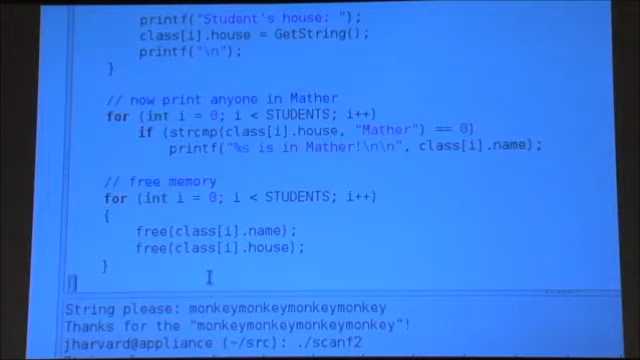 printf("Student's house: ");
class[i].house = GetString();
printf("\n");
}
// now print anyone in Mather
for (int i = 0; i < STUDENTS; i++)
if (strcmp(class[i].house, "Mather") == 0)
printf("%s is in Mather!\n\n", class[i].name);
// free memory
for (int i = 0; i < STUDENTS; i++)
{
free(class[i].name);
free(class[i].house);
}
}
String please: monkeymonkeymonkeymonkey
Thanks for the "monkeymonkeymonkeymonkey"!
jharvard@appliance (~/src): ./scanf2